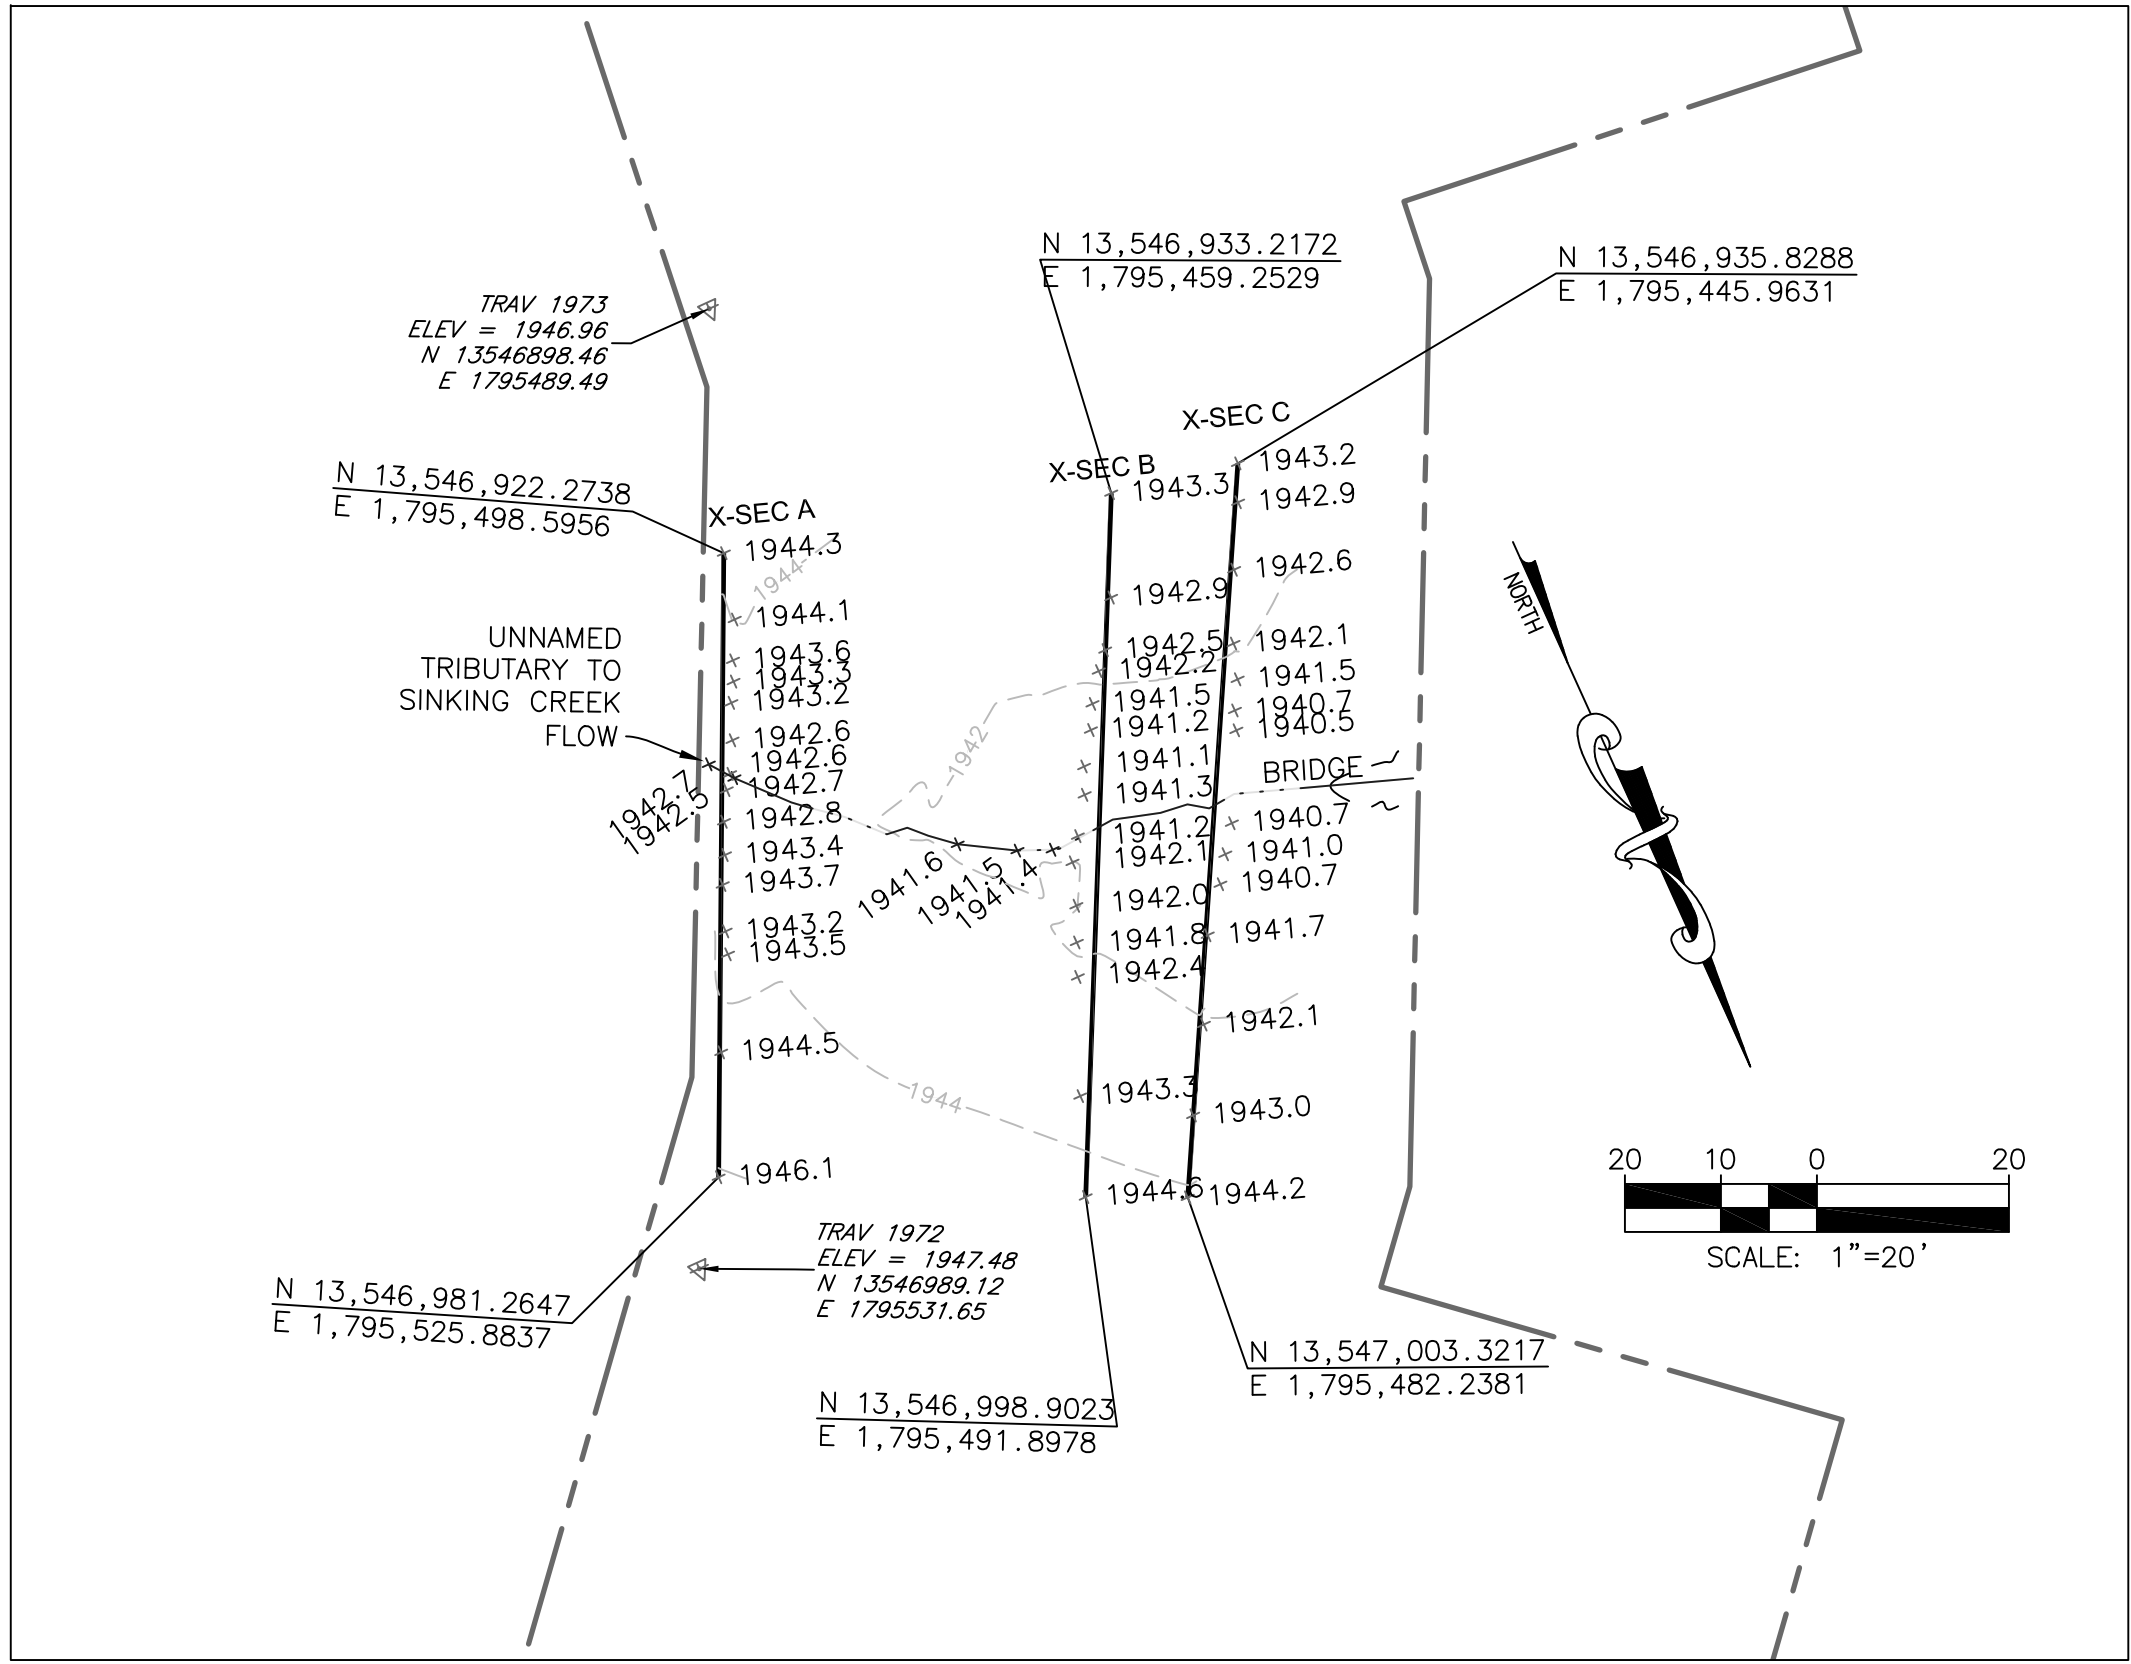 N 13,546,933.2172
E 1,795,459.2529
N 13,546,935.8288
E 1,795,445.9631
TRAV 1973
ELEV = 1946.96
N 13546898.46
E 1795489.49
N 13,546,922.2738
E 1,795,498.5956
X-SEC A
1944.3
1944
1944.1
1943.6
1943.3
1943.2
1942.6
1942.6
1942.7
1942.8
1943.4
1943.7
1943.2
1943.5
1944.5
1946.1
UNNAMED
TRIBUTARY TO
SINKING CREEK
FLOW
1942.7
1942.5
1941.6
1941.5
1941.4
1942
1944
X-SEC B
1943.3
1942.9
1942.5
1942.2
1941.5
1941.2
1941.1
1941.3
1941.2
1942.1
1942.0
1941.8
1942.4
1943.3
1944.6
X-SEC C
1943.2
1942.9
1942.6
1942.1
1941.5
1940.7
1940.5
BRIDGE
1940.7
1941.0
1940.7
1941.7
1942.1
1943.0
1944.2
NORTH
20 10 0 20
SCALE: 1"=20'
TRAV 1972
ELEV = 1947.48
N 13546989.12
E 1795531.65
N 13,546,981.2647
E 1,795,525.8837
N 13,547,003.3217
E 1,795,482.2381
N 13,546,998.9023
E 1,795,491.8978